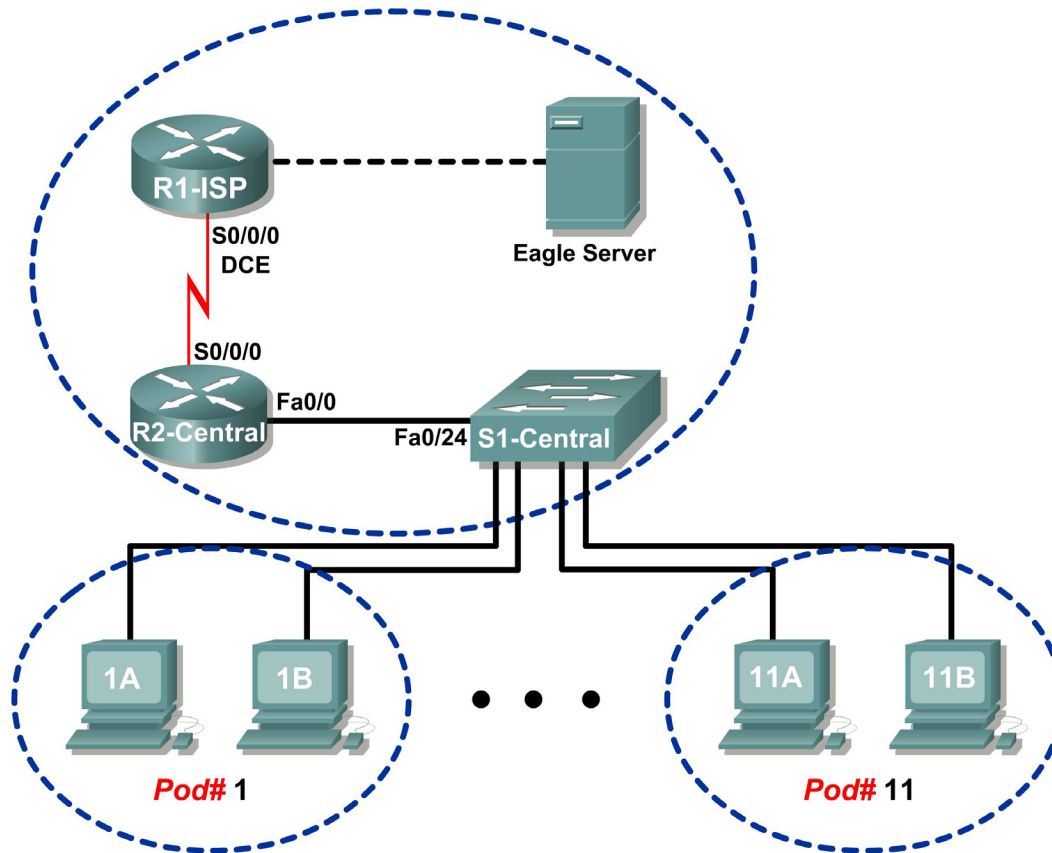 R1-ISP
S0/0/0
DCE
Eagle Server
S0/0/0
R2-Central
Fa0/0
Fa0/24
S1-Central
1A
1B
11A
11B
Pod# 1
Pod# 11